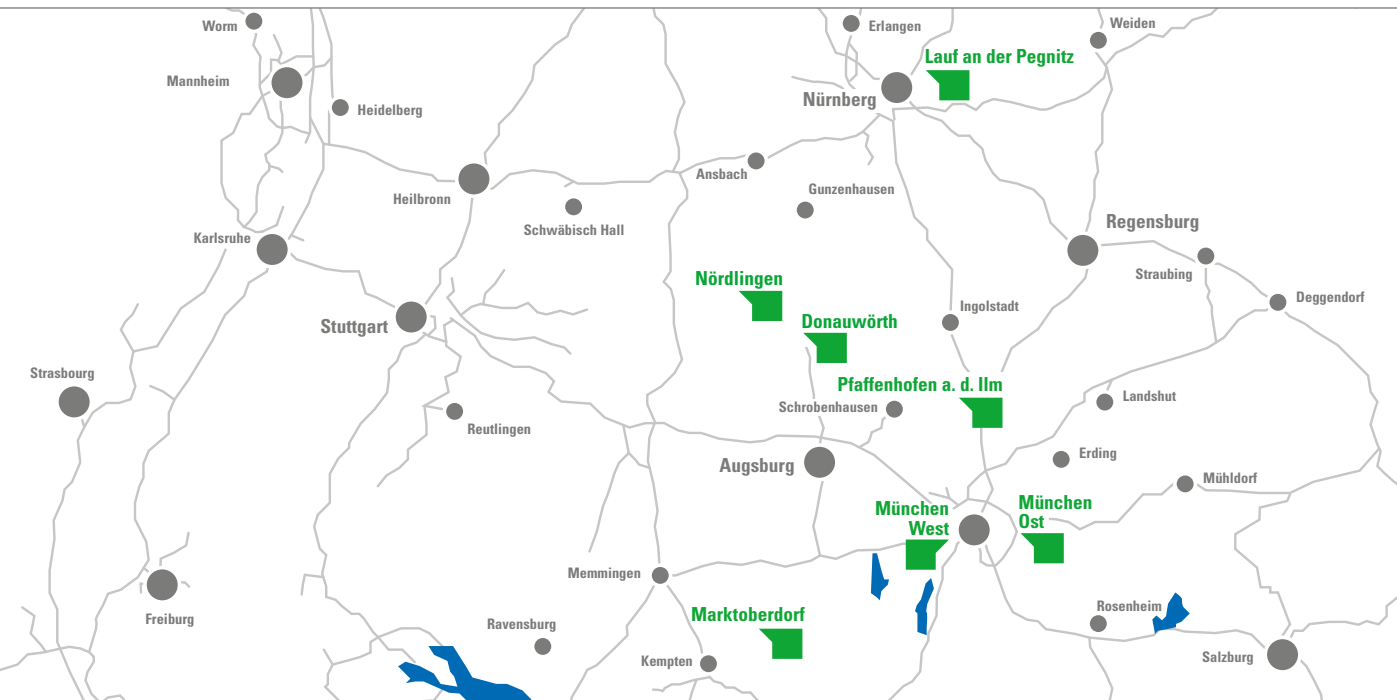 Worm
Erlangen
Weiden
Lauf an der Pegnitz
Mannheim
Nürnberg
Heidelberg
Ansbach
Gunzenhausen
Heilbronn
Schwäbisch Hall
Regensburg
Karlsruhe
Straubing
Nördlingen
Deggendorf
Ingolstadt
Stuttgart
Donauwörth
Strasbourg
Pfaffenhofen a. d. Ilm
Landshut
Schrobenhausen
Reutlingen
Erding
Augsburg
Mühldorf
München
West
München
Ost
Memmingen
Freiburg
Marktoberdorf
Rosenheim
Ravensburg
Kempten
Salzburg